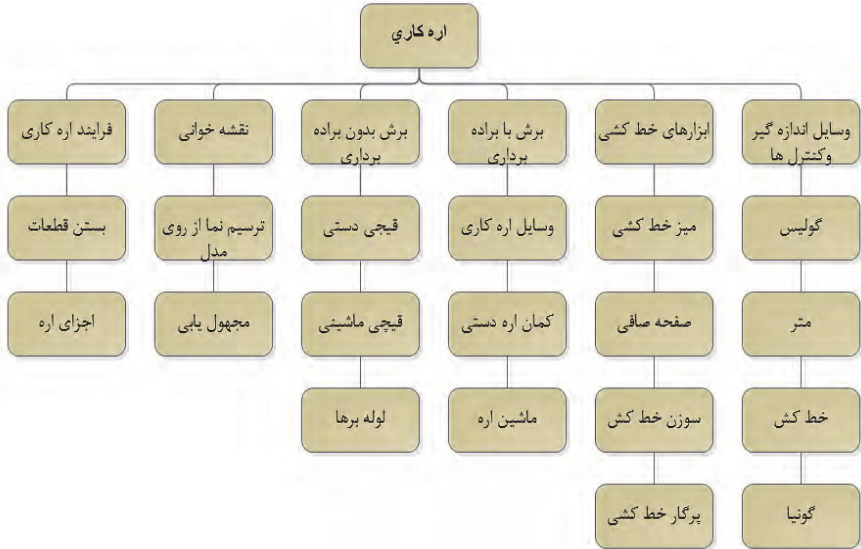 اره كاري
وسایل اندازه گیر
وکنترل ها
گولیس
متر
خط کش
گونیا
ابزارهای خط کشی
میز خط کشی
صفحه صافی
سوزن خط کش
پرگار خط کشی
برش با براده
برداری
وسایل اره کاری
کمان اره دستی
ماشین اره
برش بدون براده
برداری
قیچی دستی
قیچی ماشینی
لوله برها
نقشه خوانی
ترسیم نما از روی
مدل
مجهول یابی
فرایند اره کاری
بستن قطعات
اجزای اره